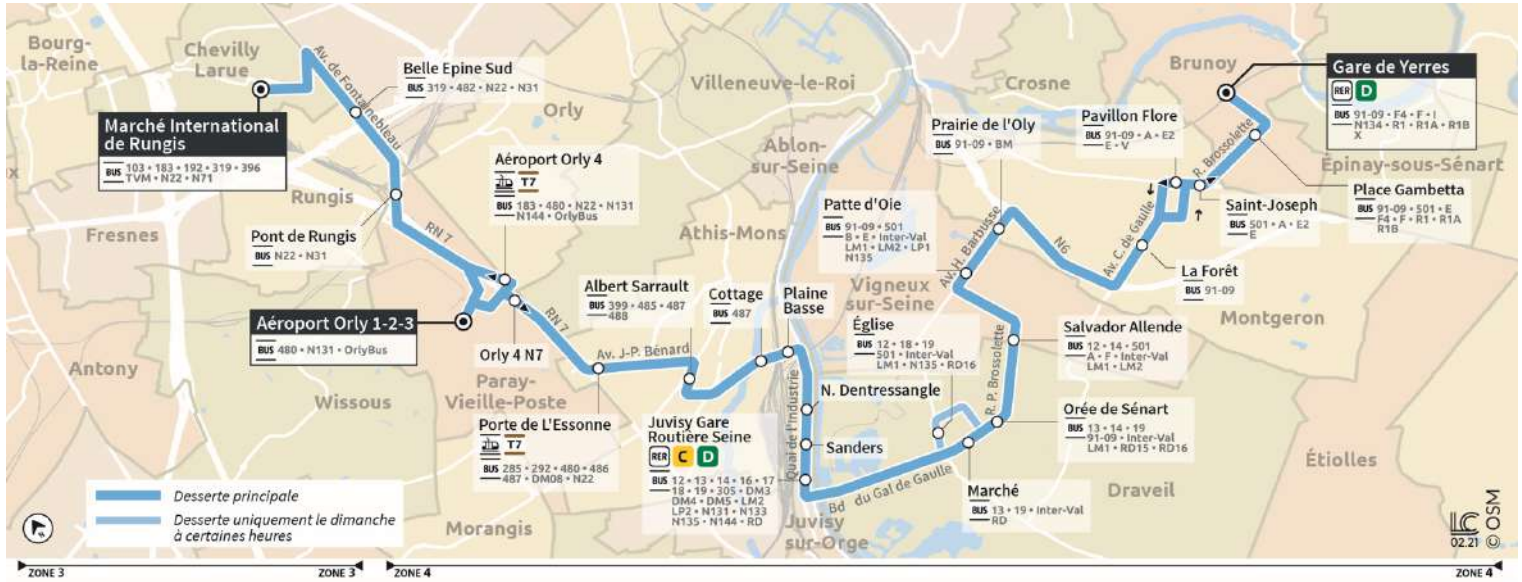 Bourg-
la-Reine
Chevilly
Larue
Av. de Fontainebleau
Belle Epine Sud
BUS 319 • 482 • N22 • N31
Orly
Villeneuve-le-Roi
Crosne
Brunoy
Gare de Yerres
RER D
BUS 91-09 • F4 • F • I
N134 • R1 • R1A • R1B
X
Marché International
de Rungis
BUS 103 • 183 • 192 • 319 • 396
TVM • N22 • N71
Aéroport Orly 4
T7
BUS 183 • 480 • N22 • N131
N144 • OrlyBus
Ablon-
sur-Seine
Prairie de l'Oly
BUS 91-09 • BM
Pavillon Flore
BUS 91-09 • A • E2
E • V
R. Brossolette
Épinay-sous-Sénart
Rungis
Fresnes
Pont de Rungis
BUS N22 • N31
RN 7
Athis-Mons
Patte d'Oie
BUS 91-09 • 501
B • E • Inter-Val
LM1 • LM2 • LP1
N135
Av. H. Barbusse
N6
Av. C. de Gaulle
Saint-Joseph
BUS 501 • A • E2
E
Place Gambetta
BUS 91-09 • 501 • E
F4 • F • R1 • R1A
R1B
La Forêt
BUS 91-09
Aéroport Orly 1-2-3
BUS 480 • N131 • OrlyBus
Orly 4 N7
RN 7
Albert Sarrault
BUS 399 • 485 • 487
488
Cottage
BUS 487
Plaine
Basse
Vigneux
sur-Seine
Église
BUS 12 • 18 • 19
501 • Inter-Val
LM1 • N135 • RD16
Montgeron
Salvador Allende
BUS 12 • 14 • 501
A • F • Inter-Val
LM1 • LM2
Antony
Wissous
Paray-
Vieille-Poste
Av. J-P. Bénard
Quai de l'Industrie
N. Dentressangle
R. P. Brossolette
Orée de Sénart
BUS 13 • 14 • 19
91-09 • Inter-Val
LM1 • RD15 • RD16
Porte de L'Essonne
T7
BUS 285 • 292 • 480 • 486
487 • DM08 • N22
Juvisy Gare
Routière Seine
RER C D
BUS 12 • 13 • 14 • 16 • 17
18 • 19 • 305 • DM3
DM4 • DM5 • LM2
LP2 • N131 • N133
N135 • N144 • RD
Sanders
Bd du Gal de Gaulle
Marché
BUS 13 • 19 • Inter-Val
RD
Draveil
Étiolles
Desserte principale
Desserte uniquement le dimanche
à certaines heures
Morangis
Juvisy
sur-Orge
LC
02.21 © OSM
ZONE 3
ZONE 3
ZONE 4
ZONE 4